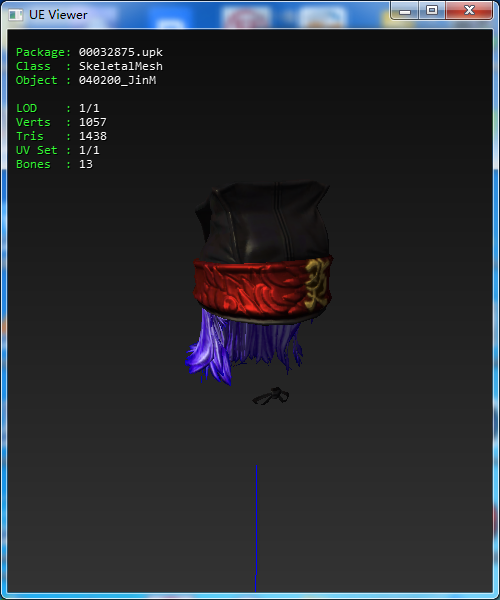 UE Viewer
Package: 00032875.upk
Class  : SkeletalMesh
Object : 040200_JinM
LOD    : 1/1
Verts  : 1057
Tris   : 1438
UV Set : 1/1
Bones  : 13